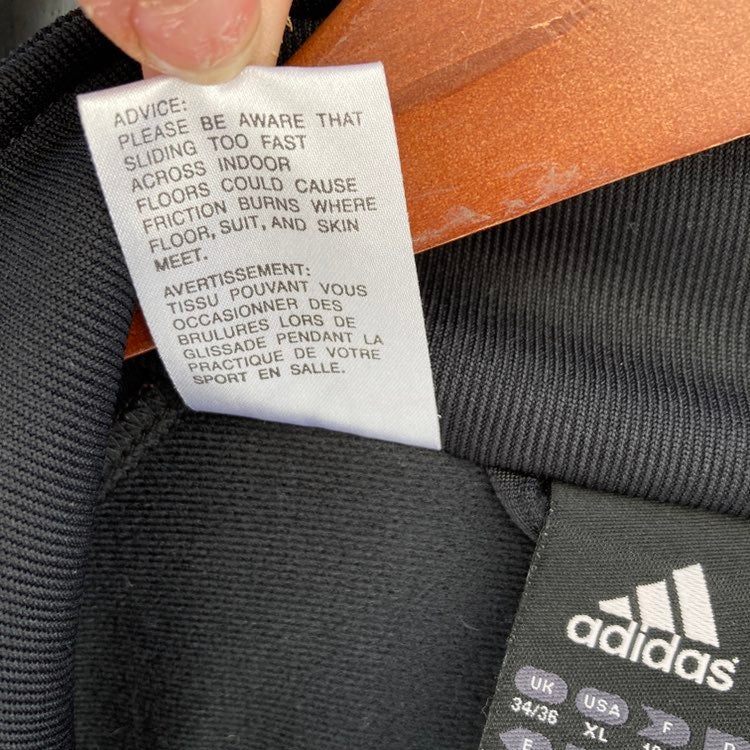 ADVICE:
PLEASE BE AWARE THAT
SLIDING TOO FAST
ACROSS INDOOR
FLOORS COULD CAUSE
FRICTION BURNS WHERE
FLOOR, SUIT, AND SKIN
MEET.
AVERTISSEMENT:
TISSU POUVANT VOUS
OCCASIONNER DES
BRULURES LORS DE
GLISSADE PENDANT LA
PRACTIQUE DE VOTRE
SPORT EN SALLE.
adidas
UK USA F
34/36 XL
E